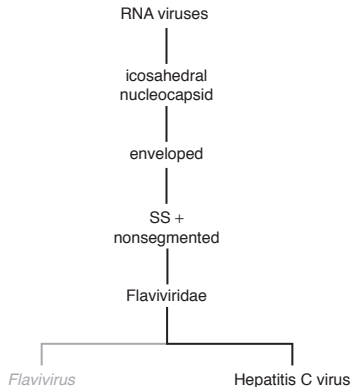 RNA viruses
icosahedral
nucleocapsid
enveloped
SS +
nonsegmented
Flaviviridae
Flavivirus
Hepatitis C virus